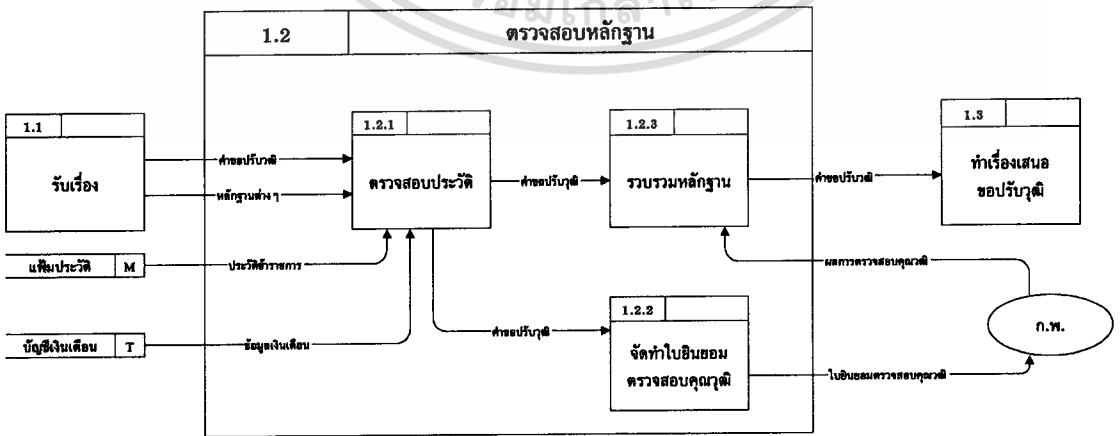 1.2
ตรวจสอบหลักฐาน
1.1
รับเรื่อง
คำขอปรับวุฒิ
หลักฐานต่าง ๆ
1.2.1
ตรวจสอบประวัติ
คำขอปรับวุฒิ
1.2.3
รวบรวมหลักฐาน
คำขอปรับวุฒิ
1.3
ทำเรื่องเสนอ
ขอปรับวุฒิ
แฟ้มประวัติ M
ประวัติข้าราชการ
ผลการตรวจสอบคุณวุฒิ
บัญชีเงินเดือน T
ข้อมูลเงินเดือน
คำขอปรับวุฒิ
1.2.2
จัดทำใบยินยอม
ตรวจสอบคุณวุฒิ
ใบยินยอมตรวจสอบคุณวุฒิ
ก.พ.